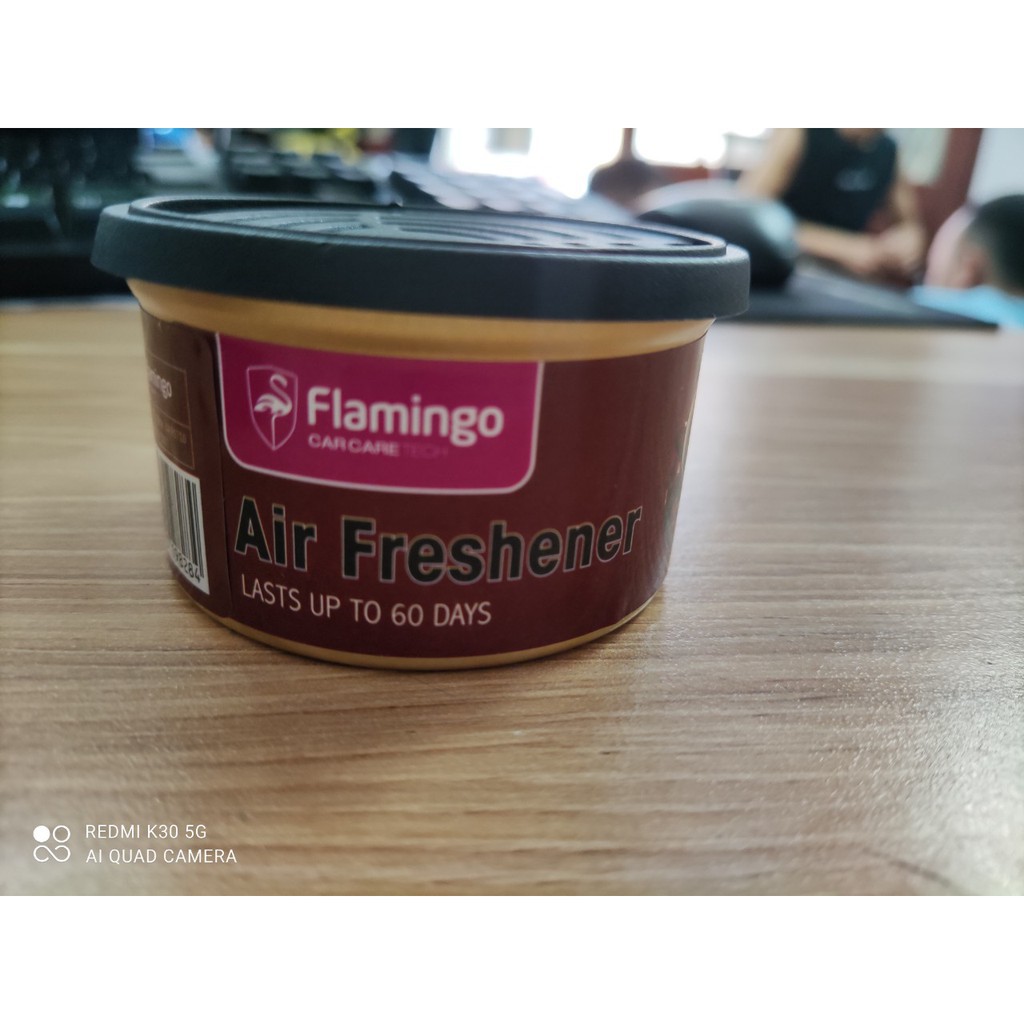 Flamingo
CAR CARE TECH
Air Freshener
LASTS UP TO 60 DAYS
REDMI K30 5G
AI QUAD CAMERA